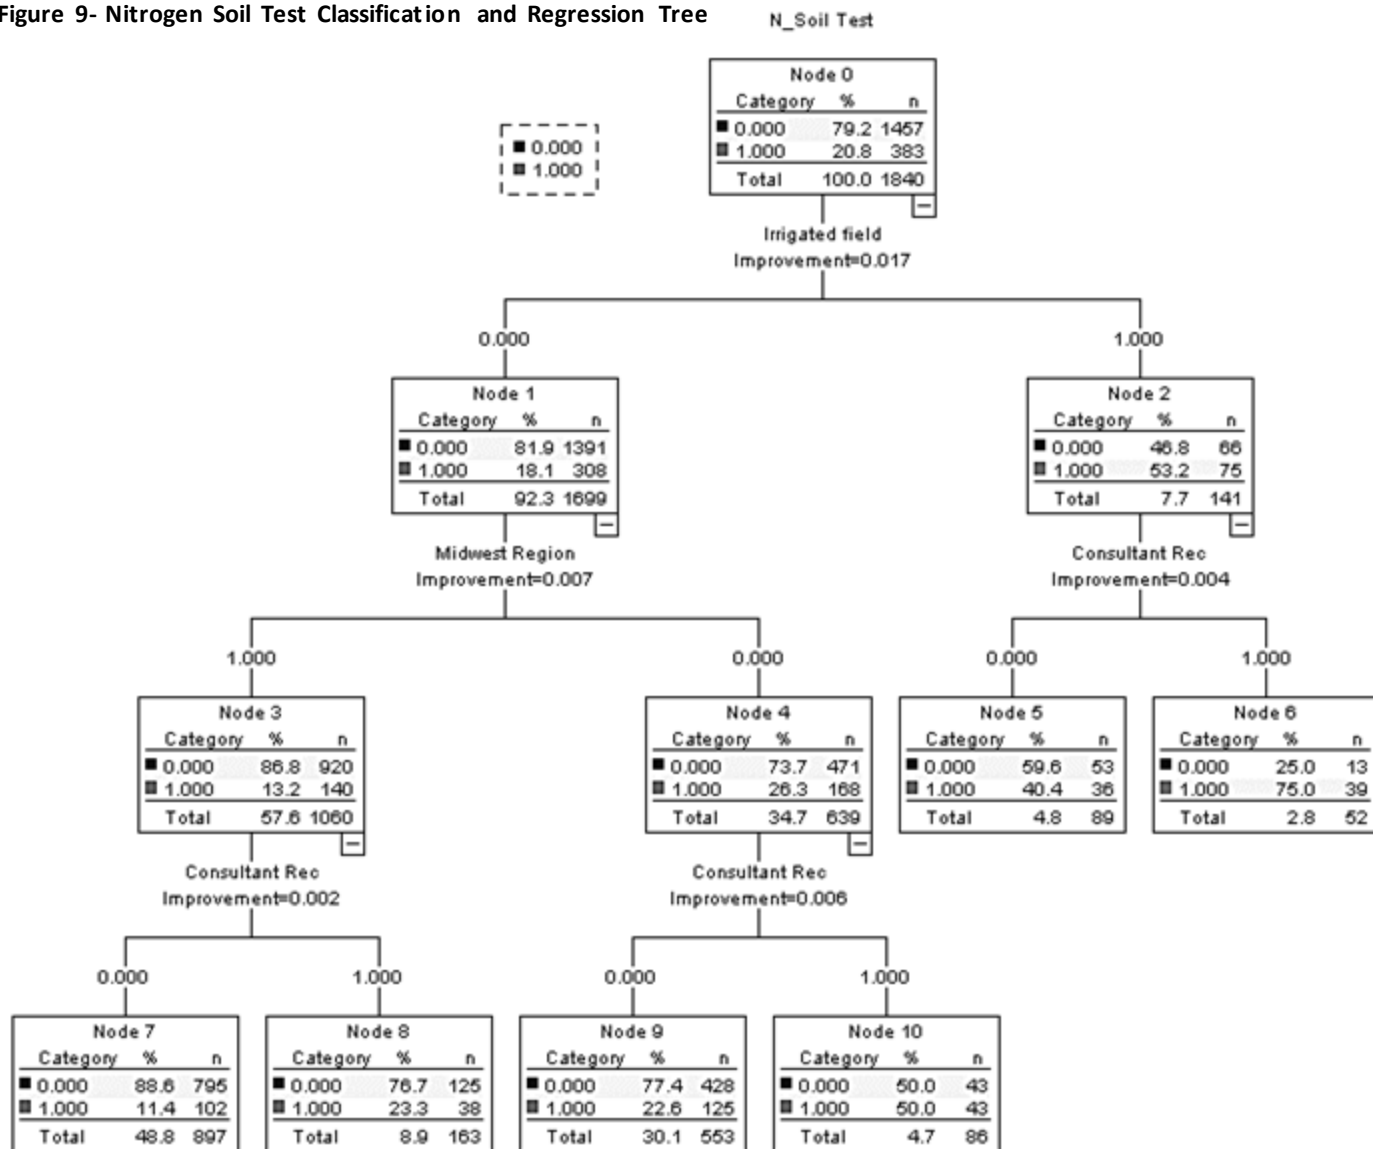 Figure 9- Nitrogen Soil Test Classification and Regression Tree
N_Soil Test
0.000
1.000
Node 0
Category % n
0.000 79.2 1457
1.000 20.8 383
Total 100.0 1840
Irrigated field
Improvement=0.017
0.000
1.000
Node 1
Category % n
0.000 81.9 1391
1.000 18.1 308
Total 92.3 1699
Node 2
Category % n
0.000 46.8 66
1.000 53.2 75
Total 7.7 141
Midwest Region
Improvement=0.007
Consultant Rec
Improvement=0.004
1.000
0.000
0.000
1.000
Node 3
Category % n
0.000 86.8 920
1.000 13.2 140
Total 57.6 1060
Node 4
Category % n
0.000 73.7 471
1.000 26.3 168
Total 34.7 639
Node 5
Category % n
0.000 59.6 53
1.000 40.4 36
Total 4.8 89
Node 6
Category % n
0.000 25.0 13
1.000 75.0 39
Total 2.8 52
Consultant Rec
Improvement=0.002
Consultant Rec
Improvement=0.006
0.000
1.000
0.000
1.000
Node 7
Category % n
0.000 88.6 795
1.000 11.4 102
Total 48.8 897
Node 8
Category % n
0.000 76.7 125
1.000 23.3 38
Total 8.9 163
Node 9
Category % n
0.000 77.4 428
1.000 22.6 125
Total 30.1 553
Node 10
Category % n
0.000 50.0 43
1.000 50.0 43
Total 4.7 86